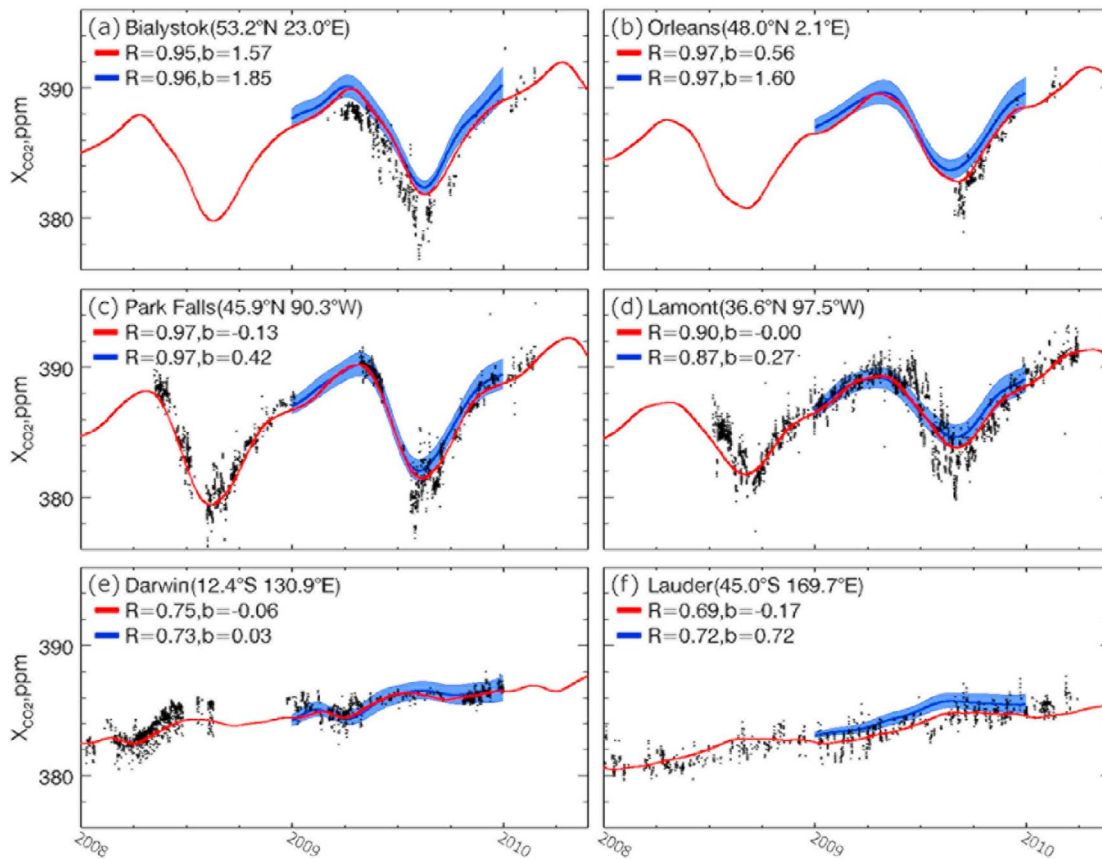 (a) Bialystok(53.2°N 23.0°E)
R=0.95,b=1.57
R=0.96,b=1.85
390
380
X_CO2,ppm
(b) Orleans(48.0°N 2.1°E)
R=0.97,b=0.56
R=0.97,b=1.60
(c) Park Falls(45.9°N 90.3°W)
R=0.97,b=-0.13
R=0.97,b=0.42
390
380
X_CO2,ppm
(d) Lamont(36.6°N 97.5°W)
R=0.90,b=-0.00
R=0.87,b=0.27
(e) Darwin(12.4°S 130.9°E)
R=0.75,b=-0.06
R=0.73,b=0.03
390
380
X_CO2,ppm
2008
2009
2010
(f) Lauder(45.0°S 169.7°E)
R=0.69,b=-0.17
R=0.72,b=0.72
2008
2009
2010